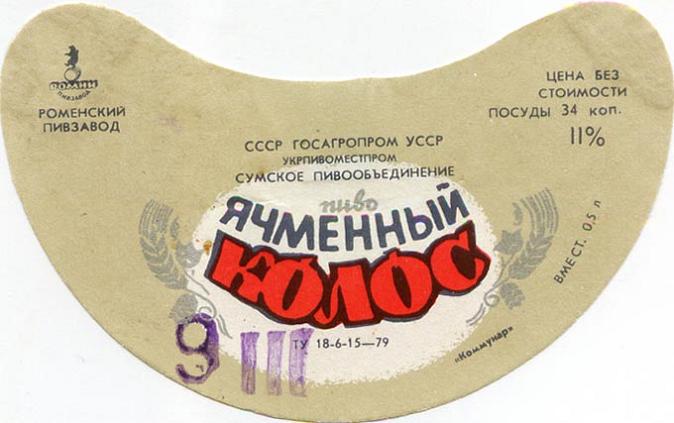 РОМНИ
ПИВЗАВОД
РОМЕНСКИЙ
ПИВЗАВОД
ЦЕНА БЕЗ
СТОИМОСТИ
ПОСУДЫ 34 коп.
11%
СССР ГОСАГРОПРОМ УССР
УКРПИВОМЕСТПРОМ
СУМСКОЕ ПИВООБЪЕДИНЕНИЕ
пиво
ЯЧМЕННЫЙ
КОЛОС
ВМЕСТ. 0,5 л
ТУ 18-6-15—79
9 III
„Коммунар"